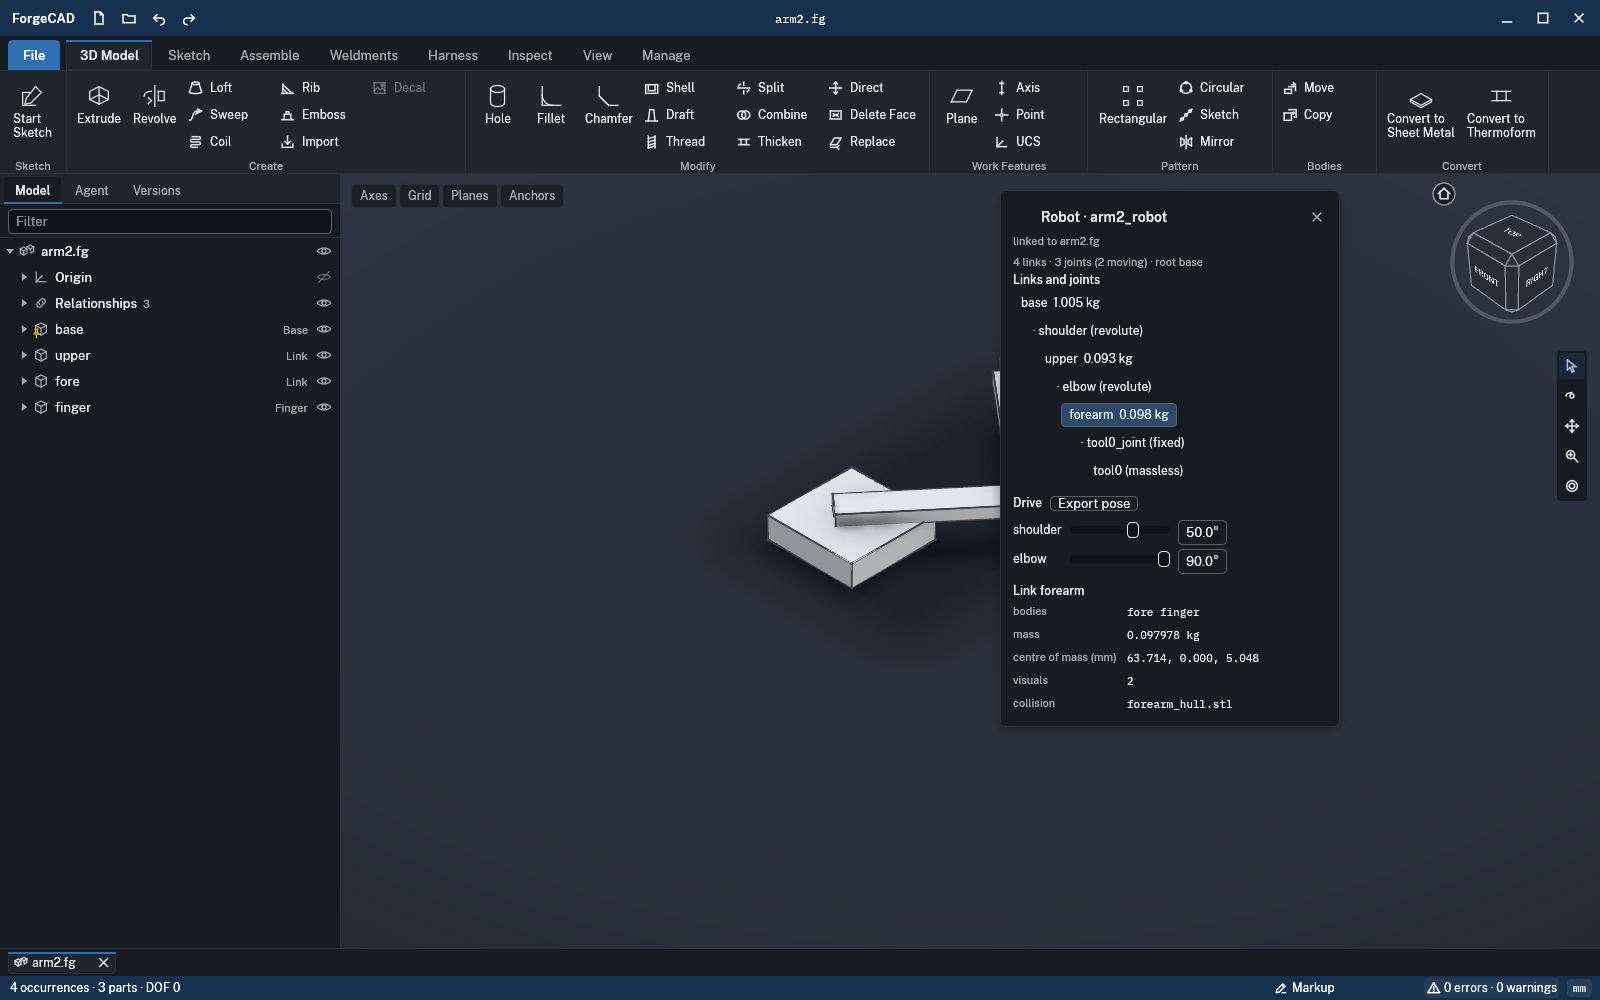 ForgeCAD
arm2.fg
File
3D Model
Sketch
Assemble
Weldments
Harness
Inspect
View
Manage
Start Sketch
Extrude
Revolve
Loft
Sweep
Coil
Rib
Emboss
Import
Decal
Hole
Fillet
Chamfer
Shell
Draft
Thread
Split
Combine
Thicken
Direct
Delete Face
Replace
Plane
Axis
Point
UCS
Rectangular
Circular
Sketch
Mirror
Move
Copy
Convert to Sheet Metal
Convert to Thermoform
Sketch
Create
Modify
Work Features
Pattern
Bodies
Convert
Model
Agent
Versions
Filter
arm2.fg
Origin
Relationships 3
base Base
upper Link
fore Link
finger Finger
Axes
Grid
Planes
Anchors
Robot · arm2_robot
linked to arm2.fg
4 links · 3 joints (2 moving) · root base
Links and joints
base 1.005 kg
· shoulder (revolute)
upper 0.093 kg
· elbow (revolute)
forearm 0.098 kg
· tool0_joint (fixed)
tool0 (massless)
Drive Export pose
shoulder 50.0°
elbow 90.0°
Link forearm
bodies fore finger
mass 0.097978 kg
centre of mass (mm) 63.714, 0.000, 5.048
visuals 2
collision forearm_hull.stl
TOP
FRONT
RIGHT
arm2.fg
4 occurrences · 3 parts · DOF 0
Markup
0 errors · 0 warnings
mm